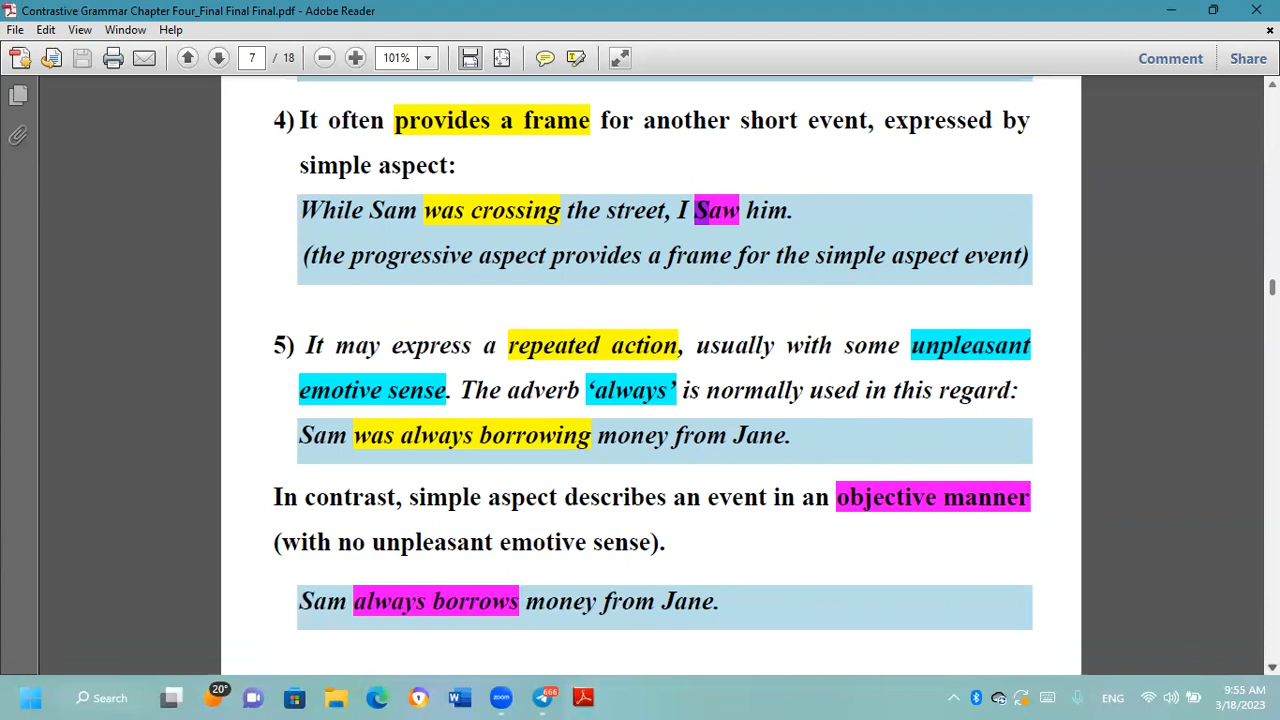 Contrastive Grammar Chapter Four_Final Final Final.pdf - Adobe Reader
File Edit View Window Help
7 / 18 101% Comment Share
4) It often provides a frame for another short event, expressed by
simple aspect:
While Sam was crossing the street, I Saw him.
(the progressive aspect provides a frame for the simple aspect event)
5) It may express a repeated action, usually with some unpleasant
emotive sense. The adverb ‘always’ is normally used in this regard:
Sam was always borrowing money from Jane.
In contrast, simple aspect describes an event in an objective manner
(with no unpleasant emotive sense).
Sam always borrows money from Jane.
Search 20° zoom 666 ENG 9:55 AM
3/18/2023